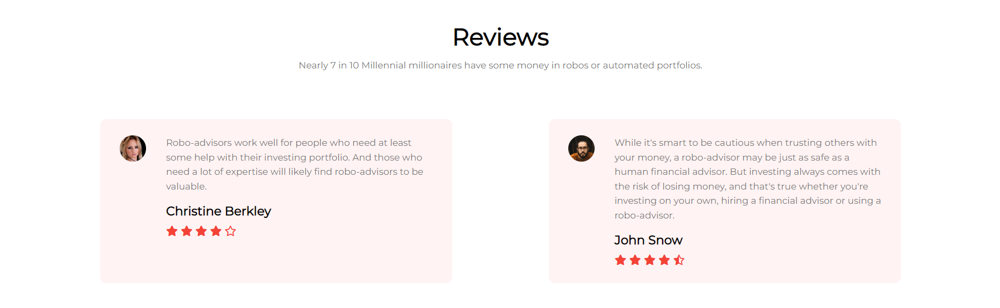 Reviews
Nearly 7 in 10 Millennial millionaires have some money in robos or automated portfolios.
Robo-advisors work well for people who need at least
some help with their investing portfolio. And those who
need a lot of expertise will likely find robo-advisors to be
valuable.
Christine Berkley
While it's smart to be cautious when trusting others with
your money, a robo-advisor may be just as safe as a
human financial advisor. But investing always comes with
the risk of losing money, and that's true whether you're
investing on your own, hiring a financial advisor or using a
robo-advisor.
John Snow